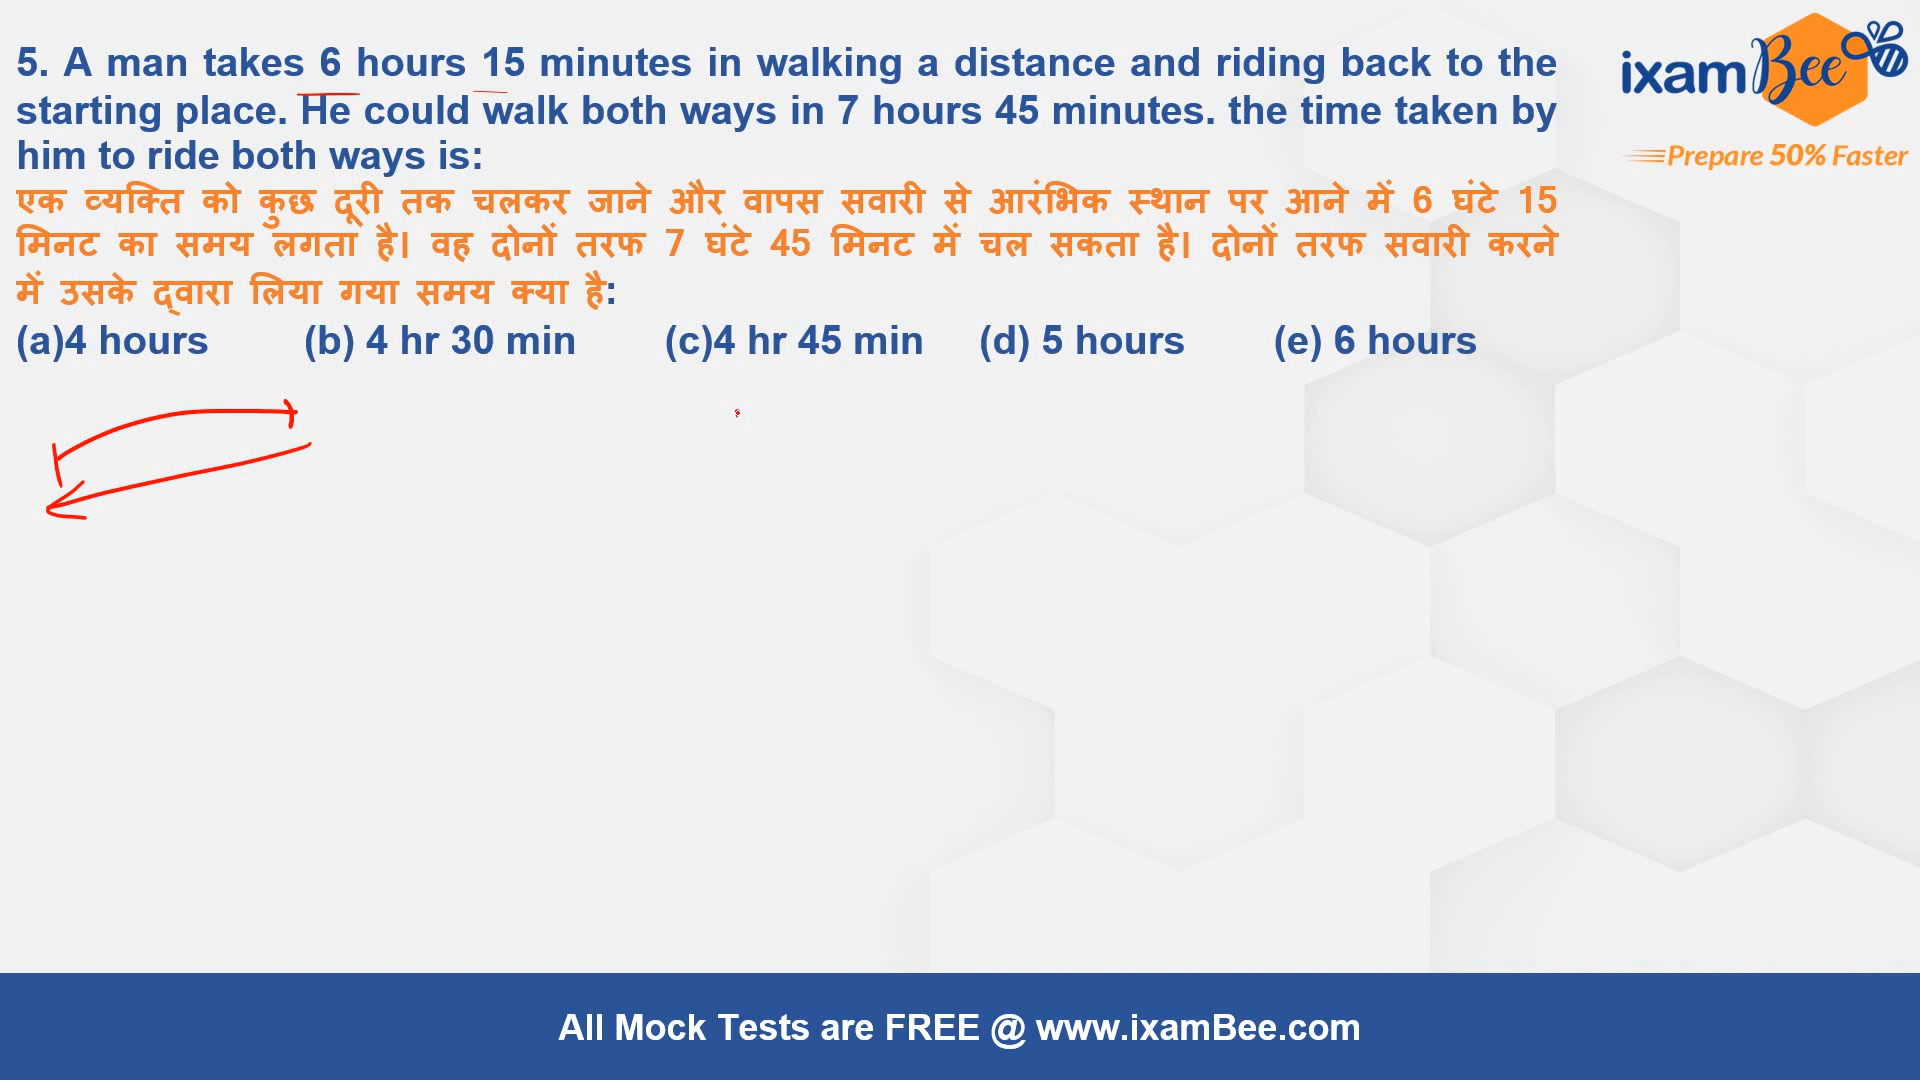 5. A man takes 6 hours 15 minutes in walking a distance and riding back to the
starting place. He could walk both ways in 7 hours 45 minutes. the time taken by
him to ride both ways is:
एक व्यक्ति को कुछ दूरी तक चलकर जाने और वापस सवारी से आरंभिक स्थान पर आने में 6 घंटे 15
मिनट का समय लगता है। वह दोनों तरफ 7 घंटे 45 मिनट में चल सकता है। दोनों तरफ सवारी करने
में उसके द्वारा लिया गया समय क्या है:
(a)4 hours (b) 4 hr 30 min (c)4 hr 45 min (d) 5 hours (e) 6 hours
ixamBee
Prepare 50% Faster
All Mock Tests are FREE @ www.ixamBee.com